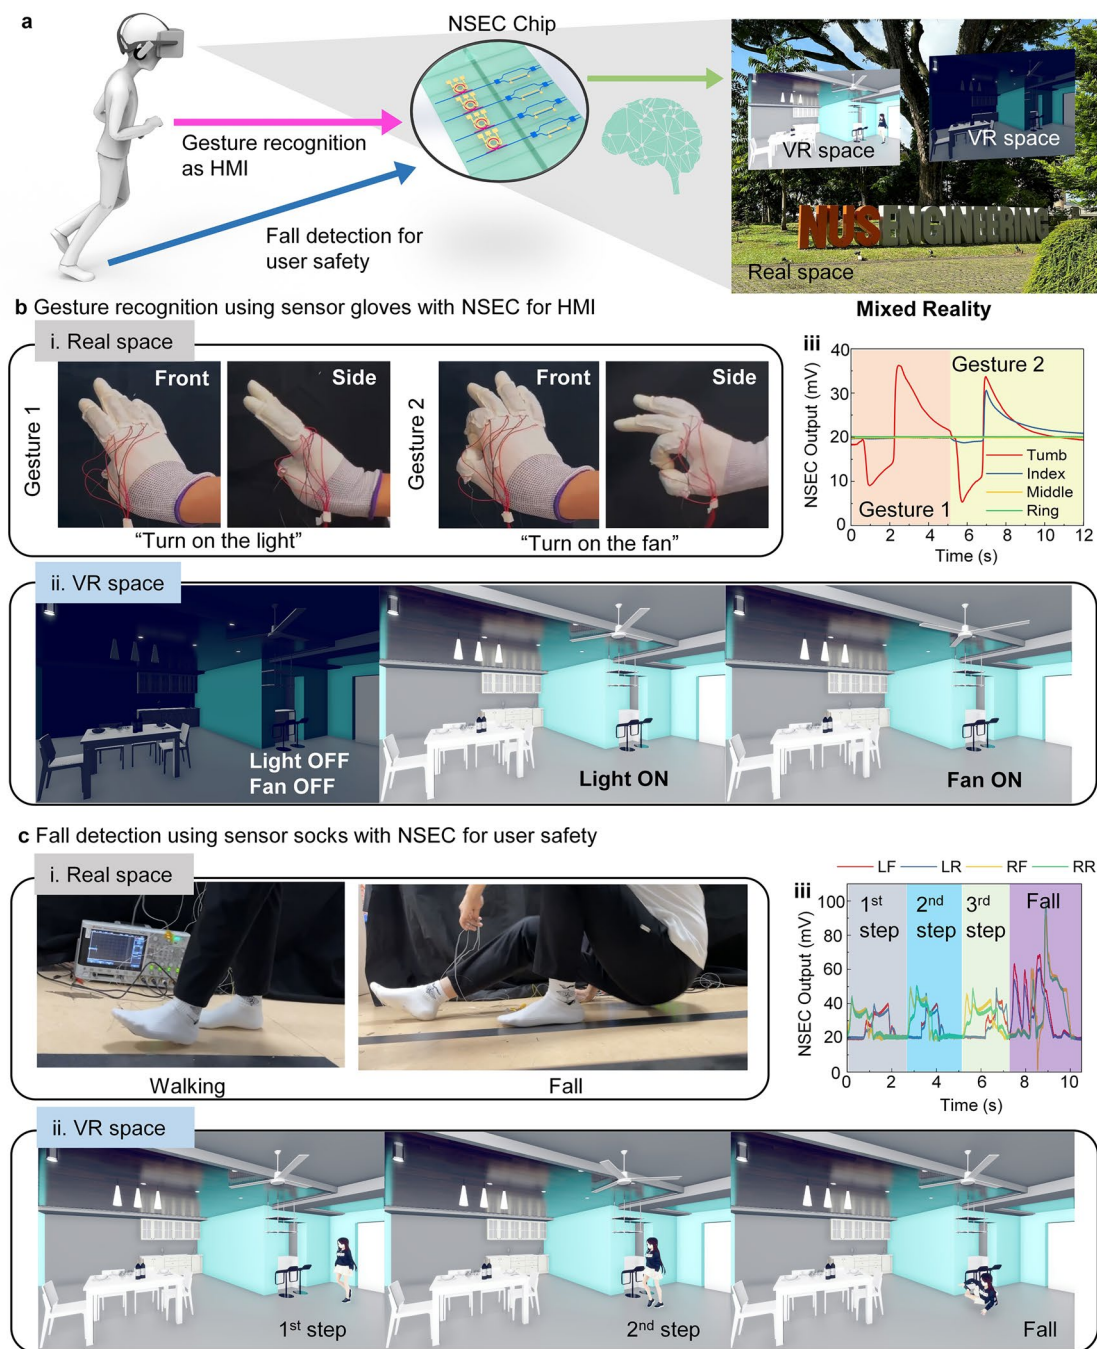 a
NSEC Chip
Gesture recognition
as HMI
Fall detection for
user safety
VR space
VR space
NUS ENGINEERING
Real space
Mixed Reality
b Gesture recognition using sensor gloves with NSEC for HMI
i. Real space
Gesture 1
Front
Side
Gesture 2
Front
Side
“Turn on the light”
“Turn on the fan”
iii
NSEC Output (mV)
40
30
20
10
0
Gesture 2
Gesture 1
Tumb
Index
Middle
Ring
0 2 4 6 8 10 12
Time (s)
ii. VR space
Light OFF
Fan OFF
Light ON
Fan ON
c Fall detection using sensor socks with NSEC for user safety
i. Real space
Walking
Fall
LF LR RF RR
iii
NSEC Output (mV)
100
80
60
40
20
0
1st step
2nd step
3rd step
Fall
0 2 4 6 8 10
Time (s)
ii. VR space
1st step
2nd step
Fall